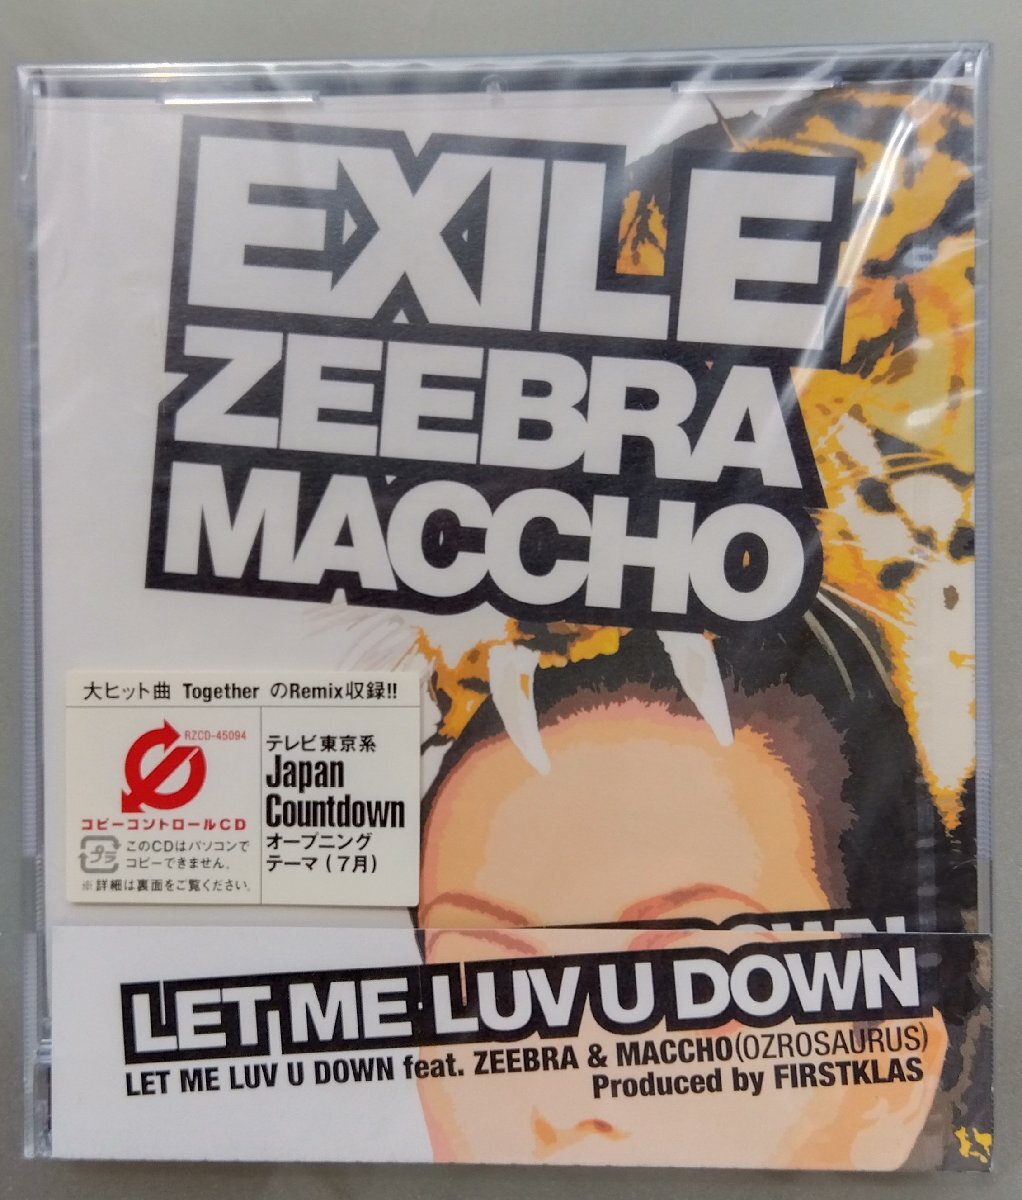 EXILE
ZEEBRA
MACCHO
大ヒット曲 Together のRemix収録!!
RZCD-45094
コピーコントロールCD
プラ
このCDはパソコンで
コピーできません。
※詳細は裏面をご覧ください。
テレビ東京系
Japan
Countdown
オープニング
テーマ(7月)
DOWN
LET ME LUV U DOWN
LET ME LUV U DOWN feat. ZEEBRA & MACCHO(OZROSAURUS)
Produced by FIRSTKLAS